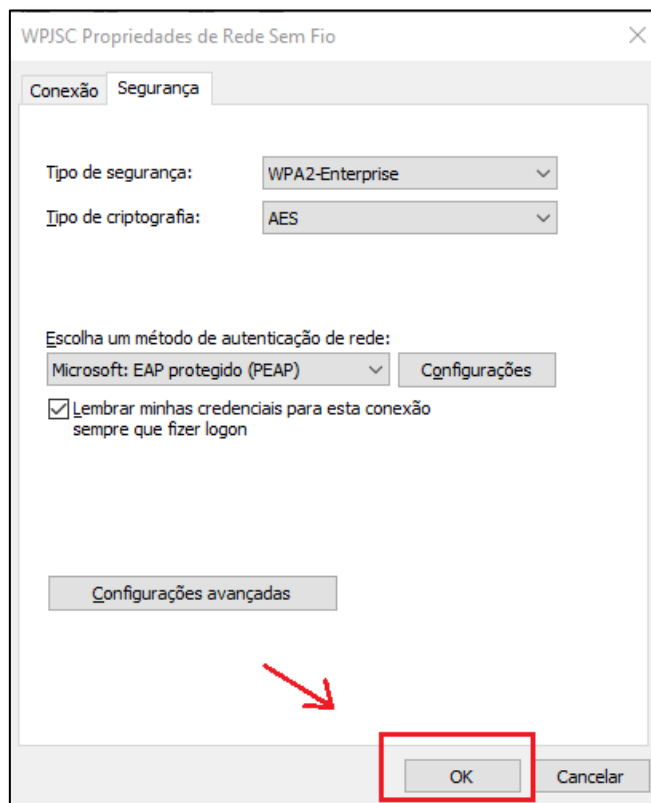 WPJSC Propriedades de Rede Sem Fio
Conexão Segurança
Tipo de segurança: WPA2-Enterprise
Tipo de criptografia: AES
Escolha um método de autenticação de rede:
Microsoft: EAP protegido (PEAP) Configurações
Lembrar minhas credenciais para esta conexão
sempre que fizer logon
Configurações avançadas
OK Cancelar